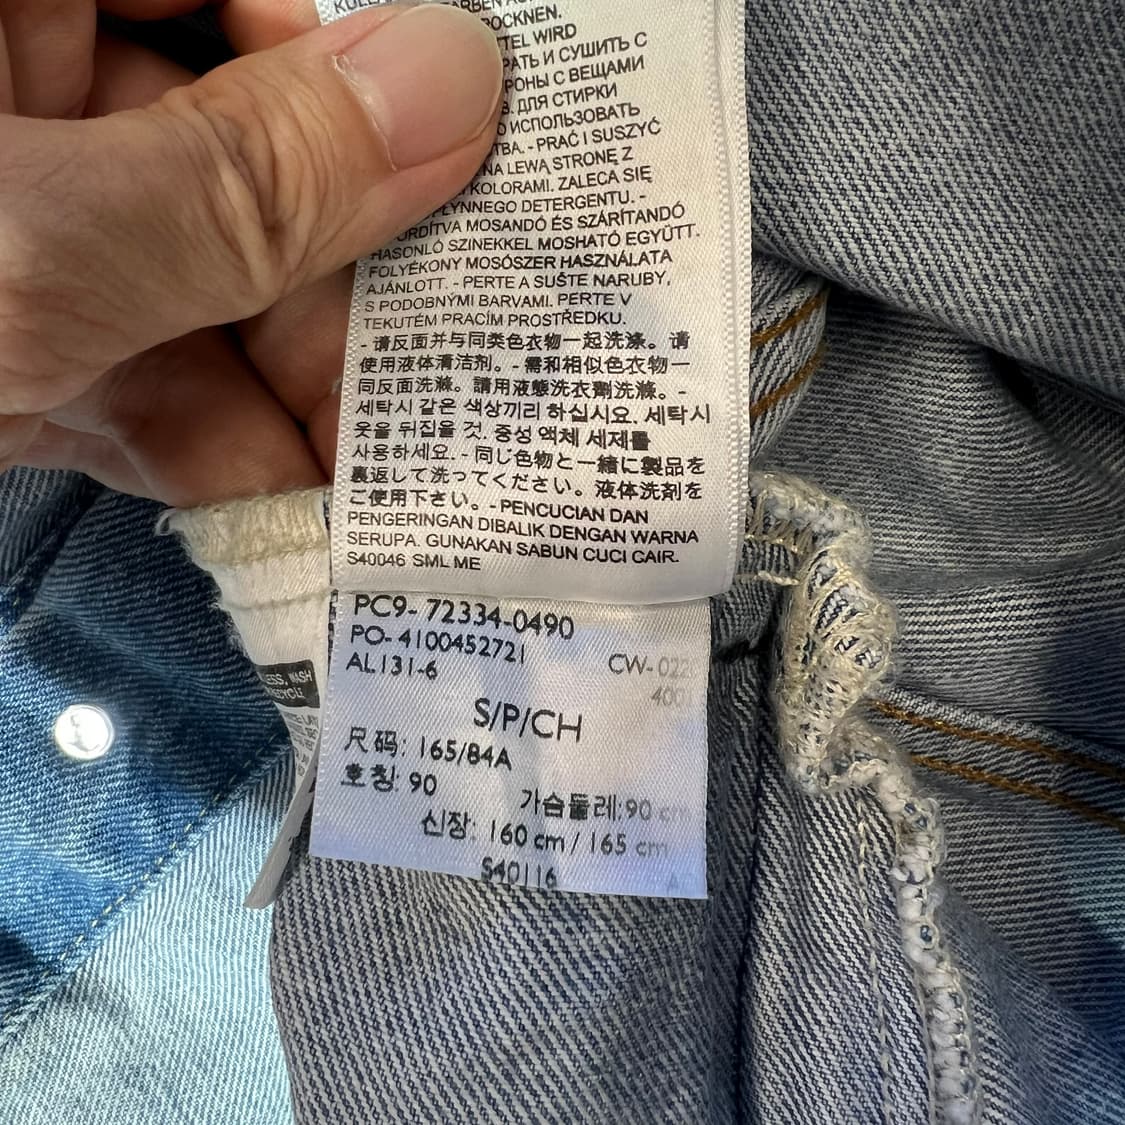 FARBEN
TROCKNEN.
WIRD
И СУШИТЬ С
С ВЕЩАМИ
ДЛЯ СТИРКИ
ИСПОЛЬЗОВАТЬ
- PRAĆ I SUSZYĆ
NA LEWĄ STRONĘ Z
KOLORAMI. ZALECA SIĘ
DETERGENTU. -
MOSANDÓ ÉS SZÁRÍTANDÓ
HASONLÓ SZINEKKEL MOSHATÓ EGYÜTT.
FOLYÉKONY MOSÓSZER HASZNÁLATA
AJÁNLOTT. - PERTE A SUŠTE NARUBY,
S PODOBNÝMI BARVAMI. PERTE V
TEKUTÉM PRACÍM PROSTŘEDKU.
- 请反面并与同类色衣物一起洗涤。请
使用液体清洁剂。- 需和相似色衣物一
同反面洗滌。請用液態洗衣劑洗滌。-
세탁시 같은 색상끼리 하십시요. 세탁시
옷을 뒤집을 것. 중성 액체 세제를
사용하세요. - 同じ色物と一緒に製品を
裏返して洗ってください。液体洗剤を
ご使用下さい。- PENCUCIAN DAN
PENGERINGAN DIBALIK DENGAN WARNA
SERUPA. GUNAKAN SABUN CUCI CAIR.
S40046 SML ME
PC9- 72334-0490
PO- 4100452721
AL131-6
S/P/CH
尺码: 165/84A
호칭: 90
가슴둘레:90 cm
신장: 160 cm / 165 cm
S40116 A
LESS, WASH